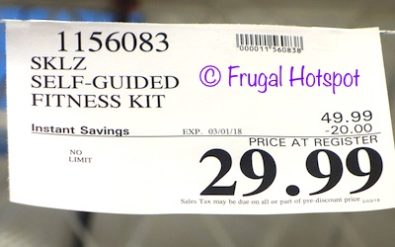 1156083
000011560838
SKLZ
SELF-GUIDED
FITNESS KIT
© Frugal Hotspot
49.99
Instant Savings EXP. 03/01/18 -20.00
PRICE AT REGISTER
NO
LIMIT
29.99
Sales Tax may be due on all or part of pre-discount price